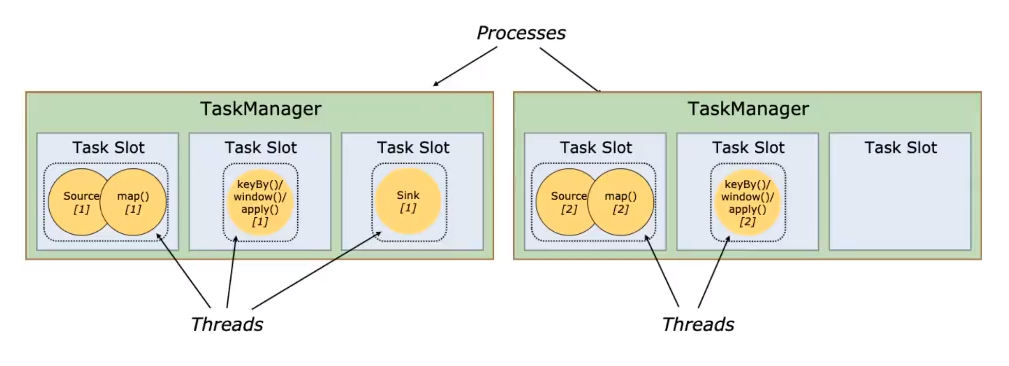 Processes
TaskManager
Task Slot
Source
[1]
map()
[1]
Task Slot
keyBy()/
window()/
apply()
[1]
Task Slot
Sink
[1]
Threads
TaskManager
Task Slot
Source
[2]
map()
[2]
Task Slot
keyBy()/
window()/
apply()
[2]
Task Slot
Threads